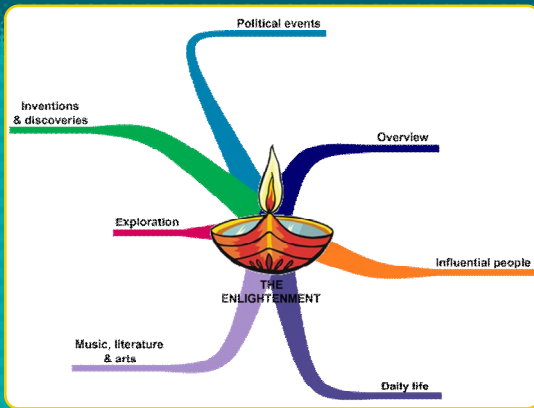 Political events
Inventions
& discoveries
Overview
Exploration
Influential people
THE
ENLIGHTENMENT
Music, literature
& arts
Daily life